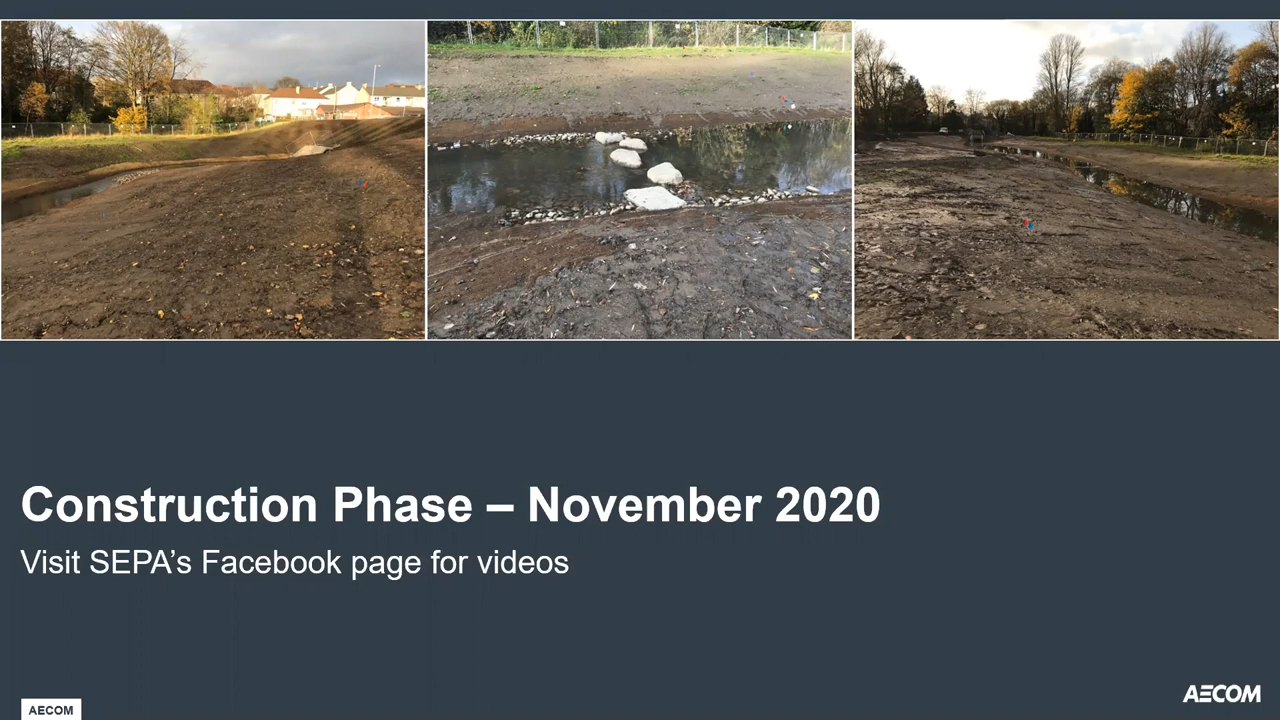 Construction Phase – November 2020
Visit SEPA’s Facebook page for videos
AECOM
AECOM